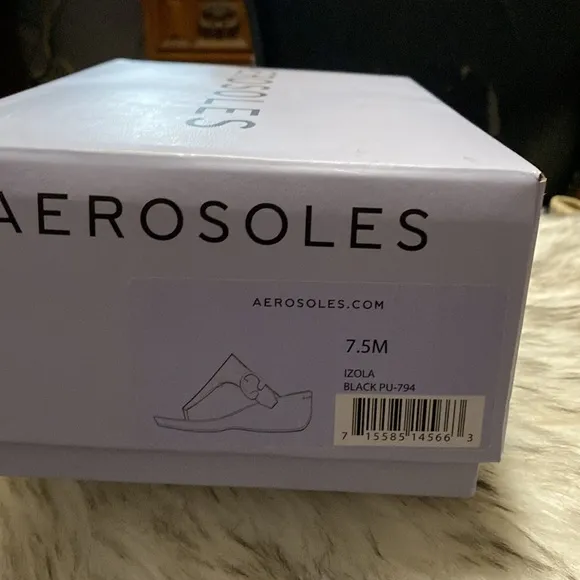 AEROSOLES
AEROSOLES
AEROSOLES.COM
7.5M
IZOLA
BLACK PU-794
7 15585 14566 3